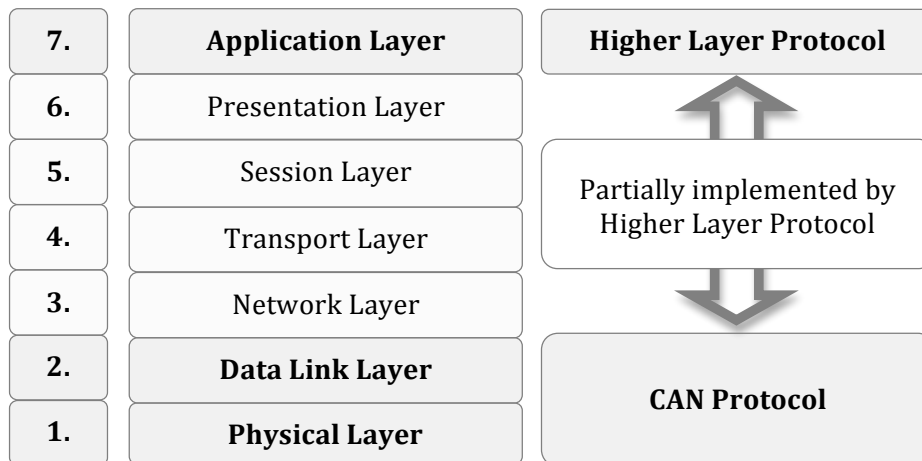 7. Application Layer Higher Layer Protocol
6. Presentation Layer
5. Session Layer
Partially implemented by
Higher Layer Protocol
4. Transport Layer
3. Network Layer
2. Data Link Layer
CAN Protocol
1. Physical Layer